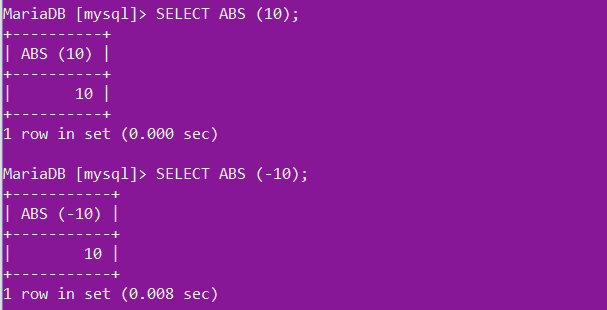 MariaDB [mysql]> SELECT ABS (10);
+----------+
| ABS (10) |
+----------+
|       10 |
+----------+
1 row in set (0.000 sec)

MariaDB [mysql]> SELECT ABS (-10);
+-----------+
| ABS (-10) |
+-----------+
|        10 |
+-----------+
1 row in set (0.008 sec)